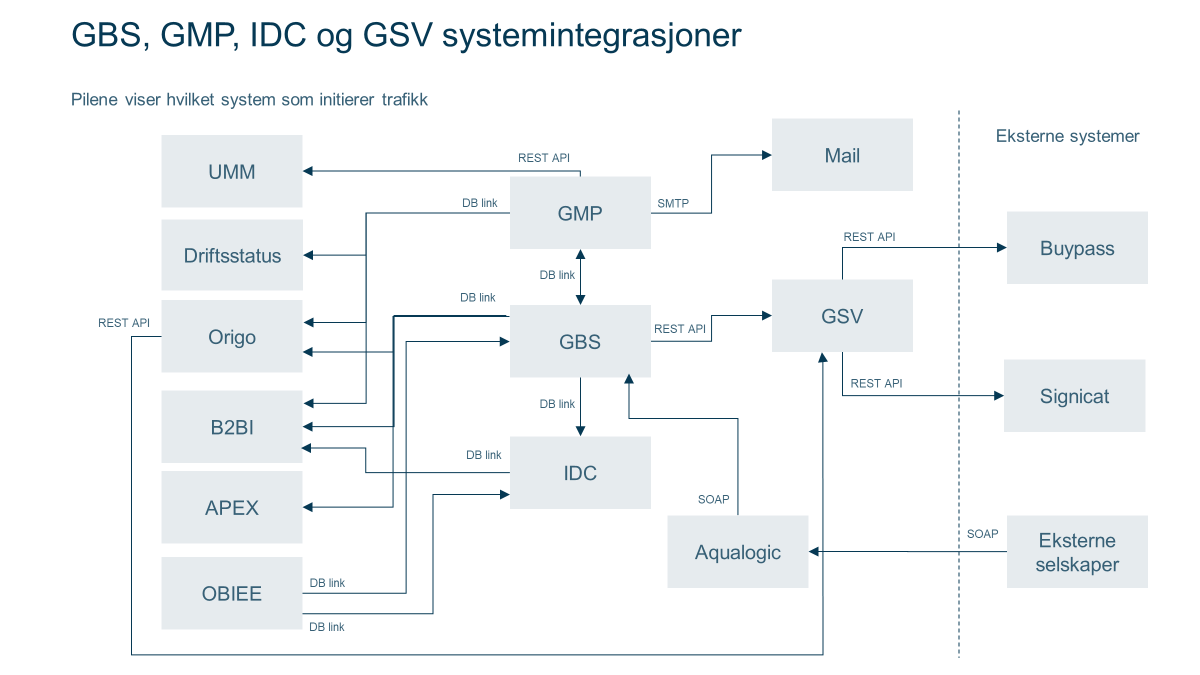 GBS, GMP, IDC og GSV systemintegrasjoner
Pilene viser hvilket system som initierer trafikk
Eksterne systemer
UMM
REST API
Mail
DB link
GMP
SMTP
Driftsstatus
DB link
REST API
Buypass
REST API
Origo
DB link
GBS
REST API
GSV
B2BI
DB link
REST API
Signicat
DB link
IDC
APEX
SOAP
Aqualogic
SOAP
Eksterne
selskaper
OBIEE
DB link
DB link